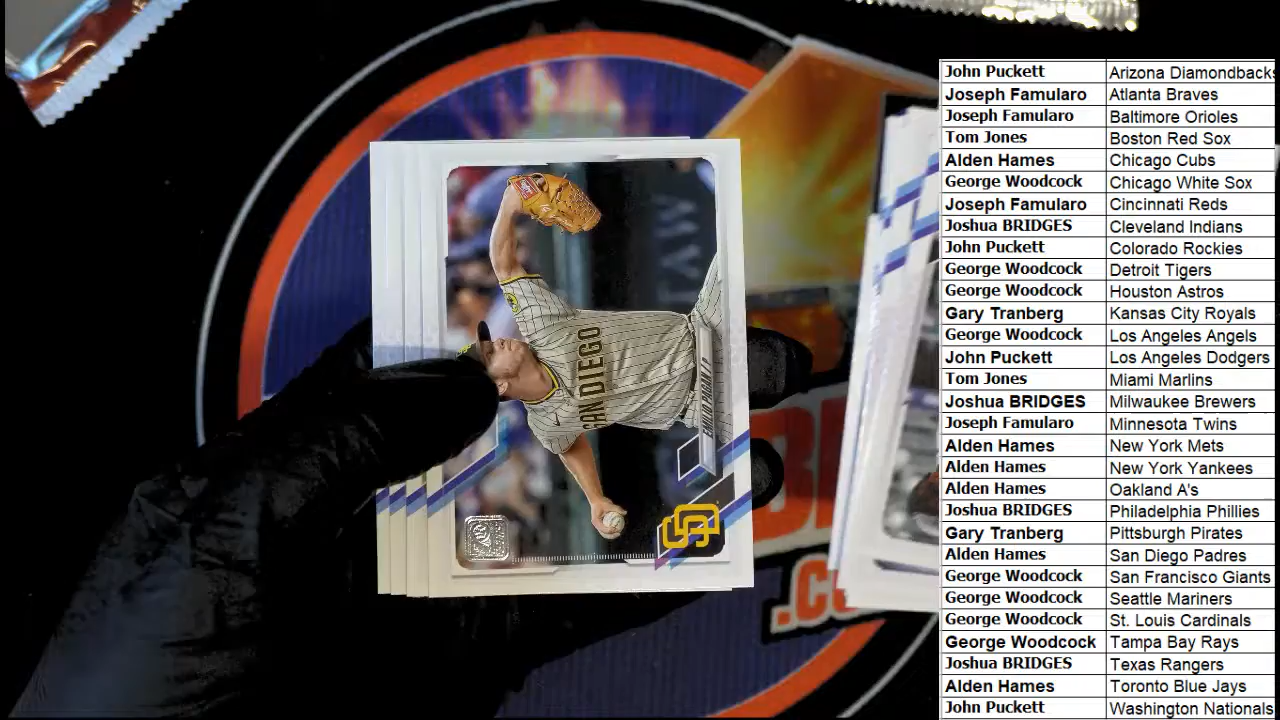 SAN DIEGO
EMILIO PAGÁN | P
SD
.CO
John Puckett Arizona Diamondbacks
Joseph Famularo Atlanta Braves
Joseph Famularo Baltimore Orioles
Tom Jones Boston Red Sox
Alden Hames Chicago Cubs
George Woodcock Chicago White Sox
Joseph Famularo Cincinnati Reds
Joshua BRIDGES Cleveland Indians
John Puckett Colorado Rockies
George Woodcock Detroit Tigers
George Woodcock Houston Astros
Gary Tranberg Kansas City Royals
George Woodcock Los Angeles Angels
John Puckett Los Angeles Dodgers
Tom Jones Miami Marlins
Joshua BRIDGES Milwaukee Brewers
Joseph Famularo Minnesota Twins
Alden Hames New York Mets
Alden Hames New York Yankees
Alden Hames Oakland A's
Joshua BRIDGES Philadelphia Phillies
Gary Tranberg Pittsburgh Pirates
Alden Hames San Diego Padres
George Woodcock San Francisco Giants
George Woodcock Seattle Mariners
George Woodcock St. Louis Cardinals
George Woodcock Tampa Bay Rays
Joshua BRIDGES Texas Rangers
Alden Hames Toronto Blue Jays
John Puckett Washington Nationals